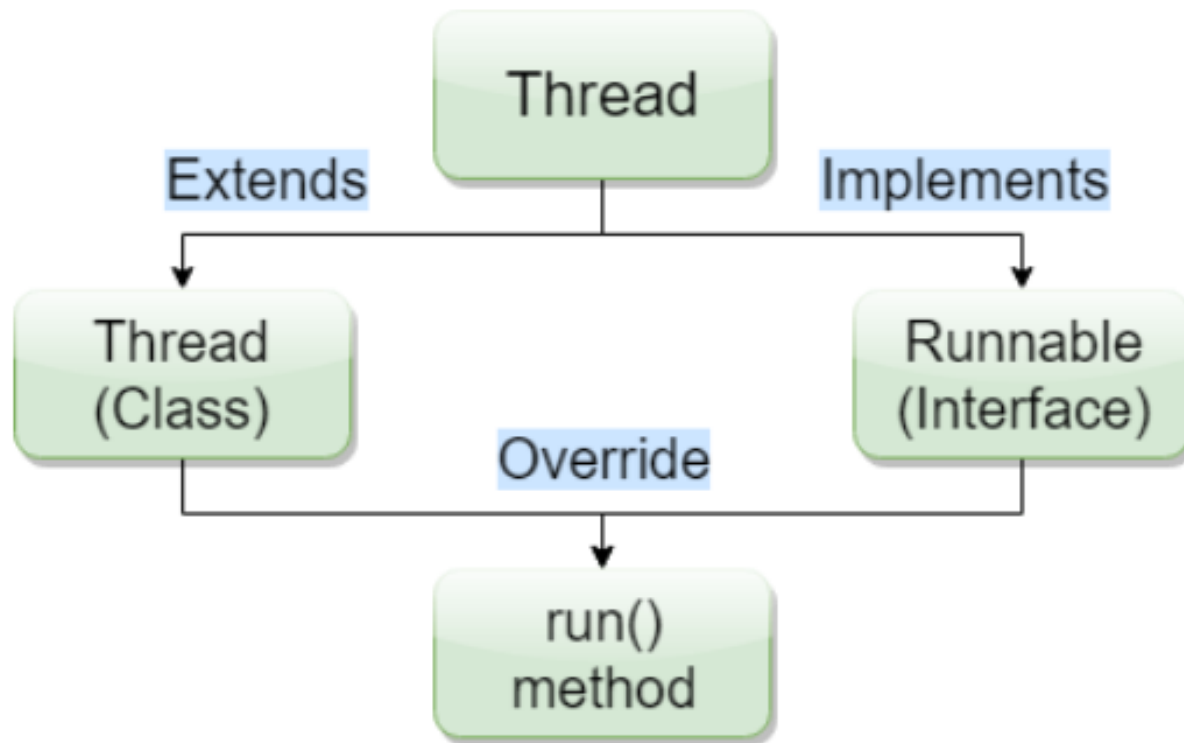 Thread
Extends
Implements
Thread
(Class)
Runnable
(Interface)
Override
run()
method